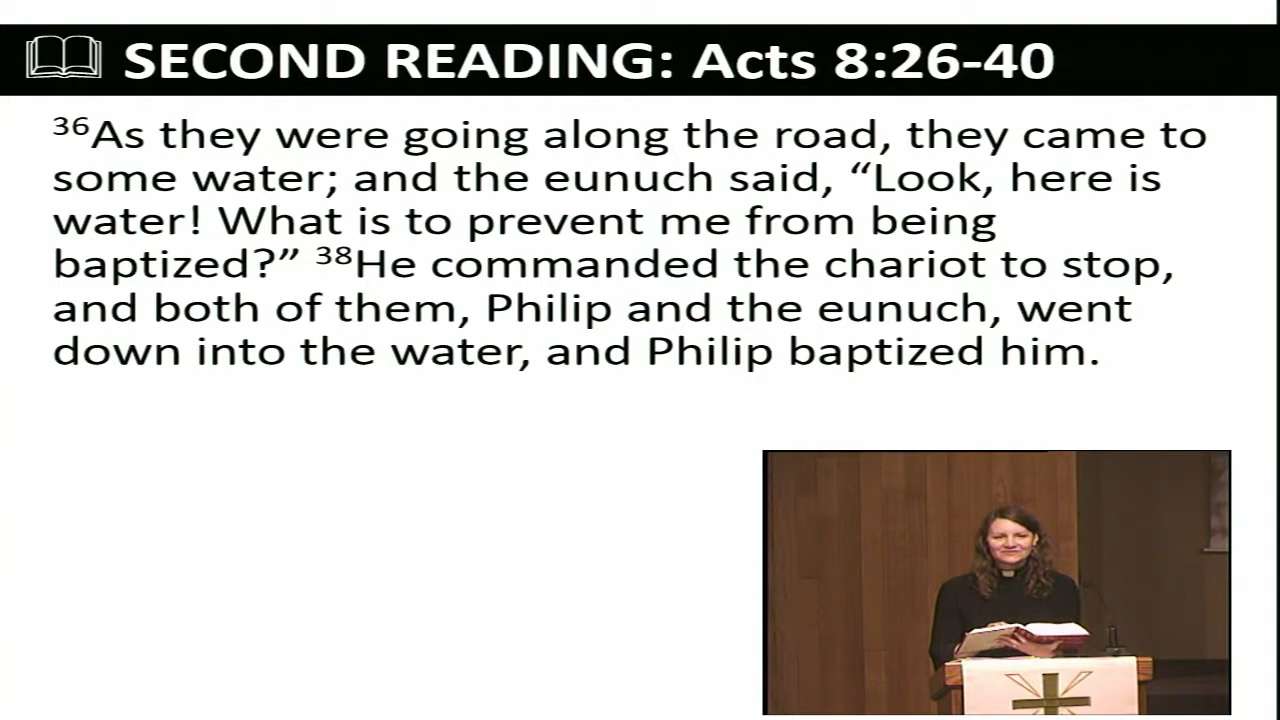 SECOND READING: Acts 8:26-40
³⁶As they were going along the road, they came to
some water; and the eunuch said, “Look, here is
water! What is to prevent me from being
baptized?” ³⁸He commanded the chariot to stop,
and both of them, Philip and the eunuch, went
down into the water, and Philip baptized him.